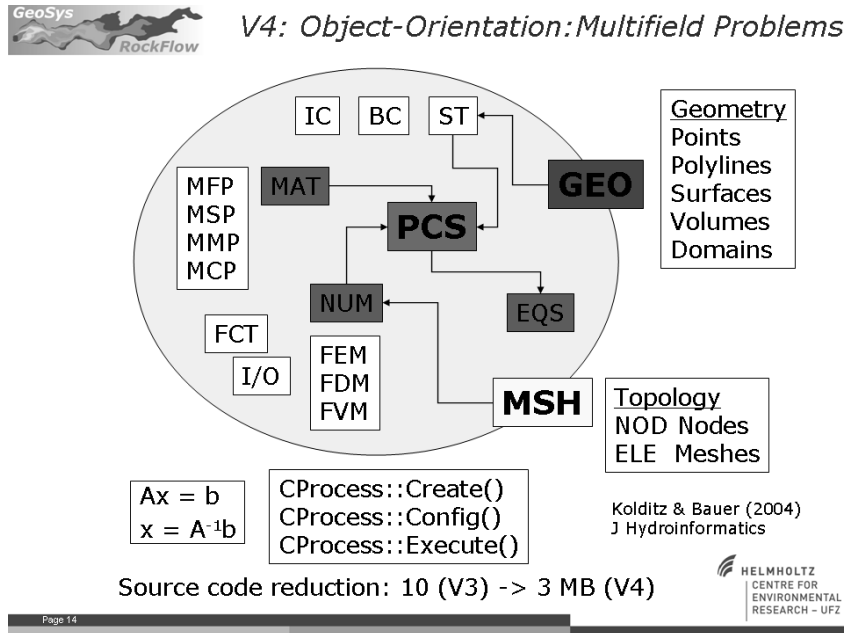 GeoSys
RockFlow
V4: Object-Orientation:Multifield Problems
IC
BC
ST
Geometry
Points
Polylines
Surfaces
Volumes
Domains
MFP
MSP
MMP
MCP
MAT
GEO
PCS
NUM
EQS
FCT
I/O
FEM
FDM
FVM
MSH
Topology
NOD Nodes
ELE Meshes
Ax = b
x = A⁻¹b
CProcess::Create()
CProcess::Config()
CProcess::Execute()
Kolditz & Bauer (2004)
J Hydroinformatics
Source code reduction: 10 (V3) -> 3 MB (V4)
HELMHOLTZ
CENTRE FOR
ENVIRONMENTAL
RESEARCH – UFZ
Page 14